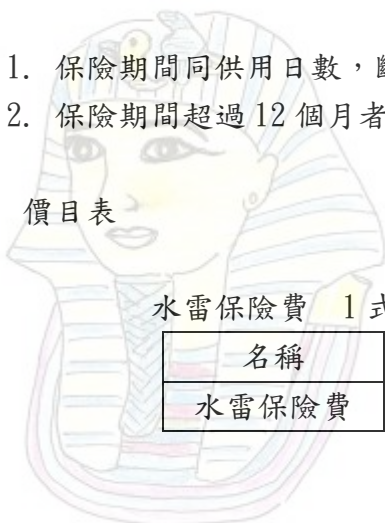 1. 保險期間同供用日數，
2. 保險期間超過 12 個月者
價目表
水雷保險費 1 式
名稱
水雷保險費